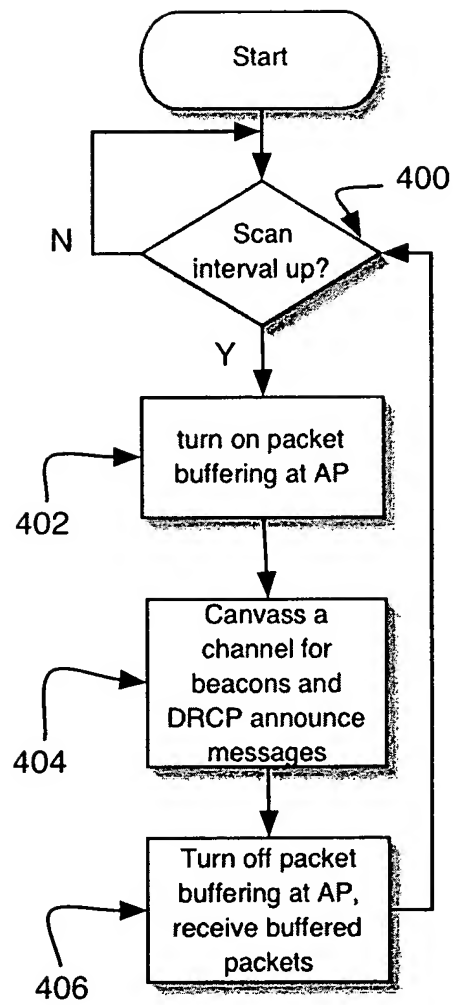 Start
400
N
Scan
interval up?
Y
turn on packet
buffering at AP
402
Canvass a
channel for
beacons and
DRCP announce
messages
404
Turn off packet
buffering at AP,
receive buffered
packets
406